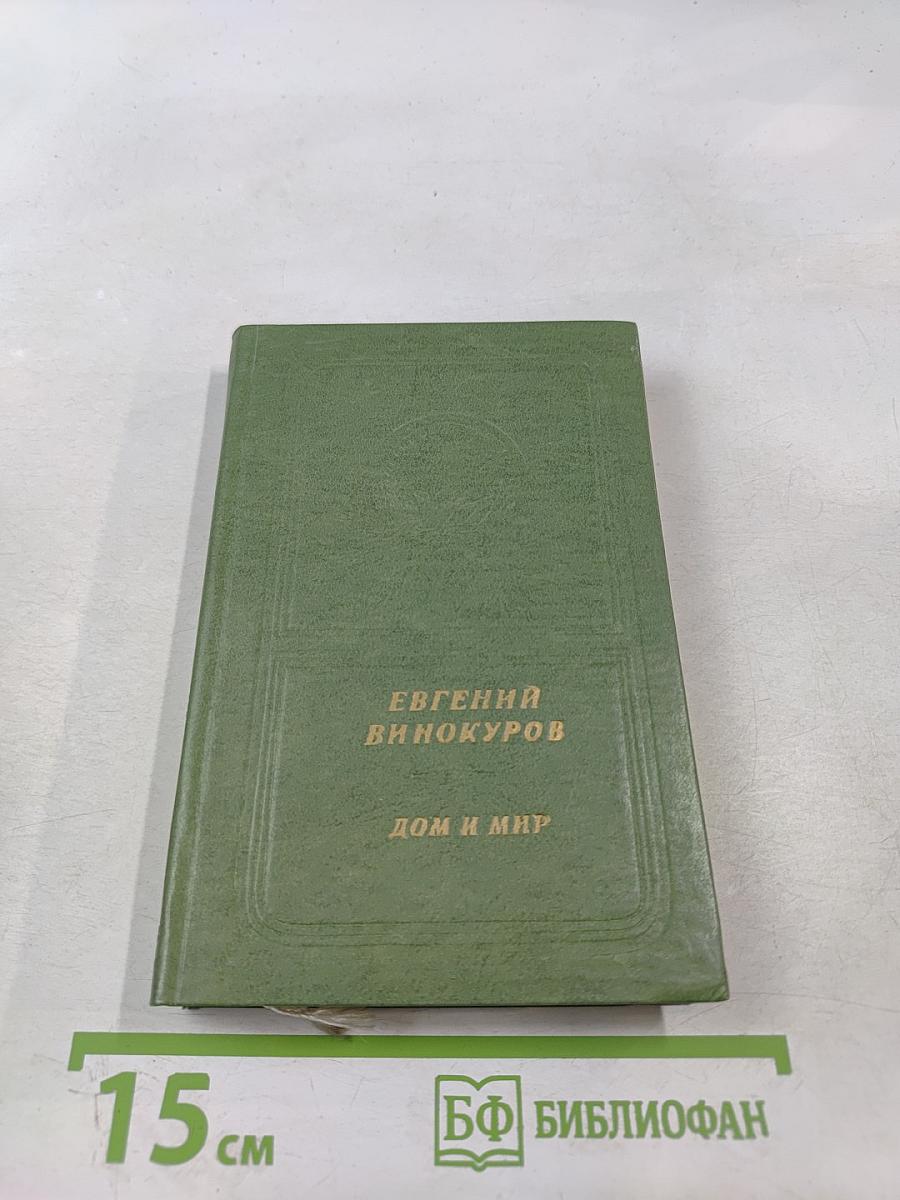 ЕВГЕНИЙ
ВИНОКУРОВ
ДОМ И МИР
15 см
БФ БИБЛИОФАН